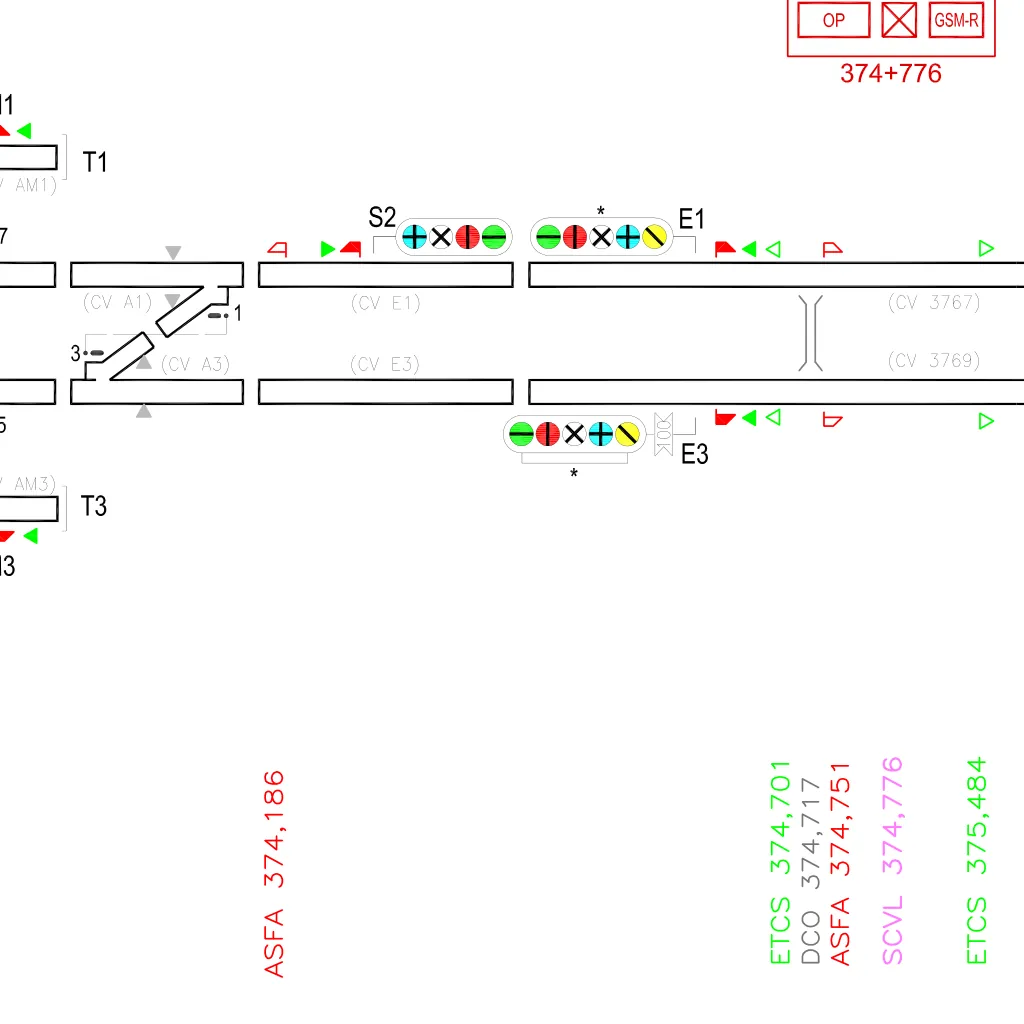 OP GSM-R
374+776
T1
AM1)
7
S2 * E1
(CV A1) (CV E1) (CV 3767)
1
3
(CV A3) (CV E3) (CV 3769)
5
100 E3
*
AM3)
T3
ASFA 374,186
ETCS 374,701
DCO 374,717
ASFA 374,751
SCVL 374,776
ETCS 375,484